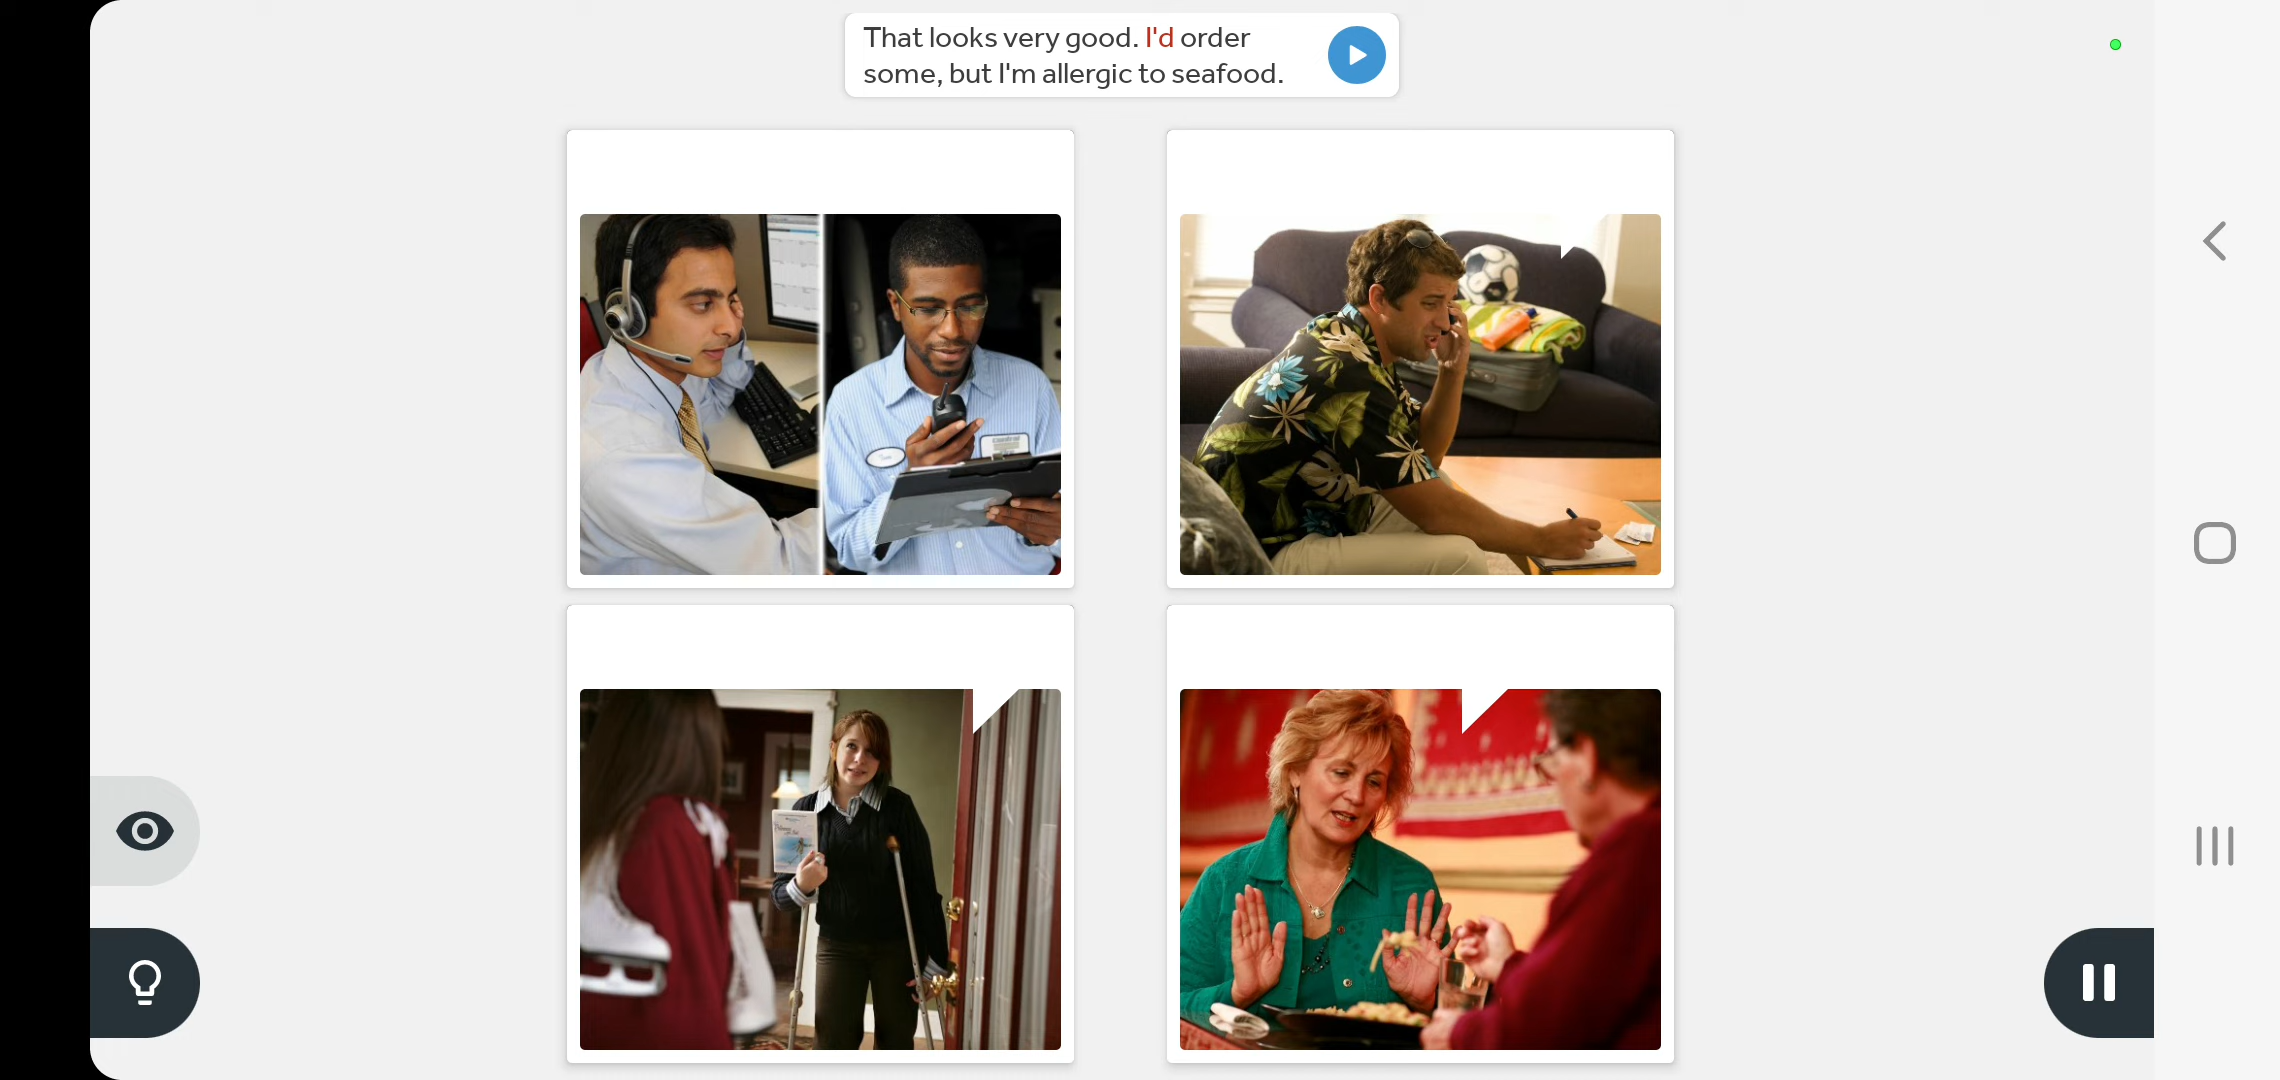 That looks very good. I'd order
some, but I'm allergic to seafood.